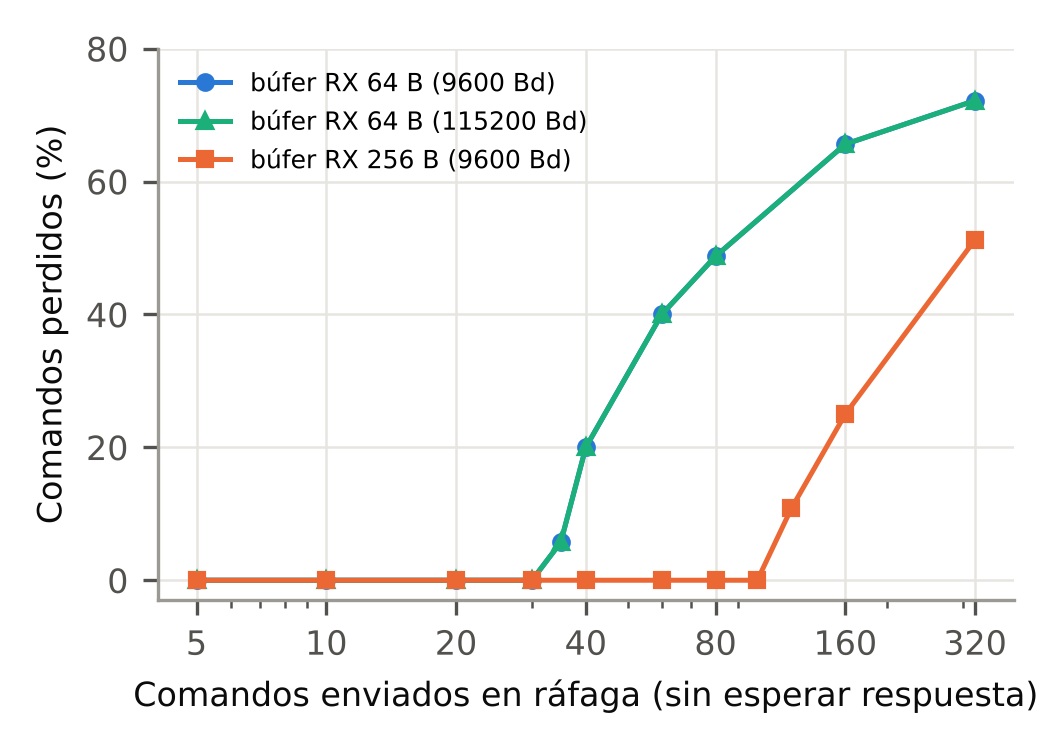 80
60
40
20
0
Comandos perdidos (%)
búfer RX 64 B (9600 Bd)
búfer RX 64 B (115200 Bd)
búfer RX 256 B (9600 Bd)
5 10 20 40 80 160 320
Comandos enviados en ráfaga (sin esperar respuesta)